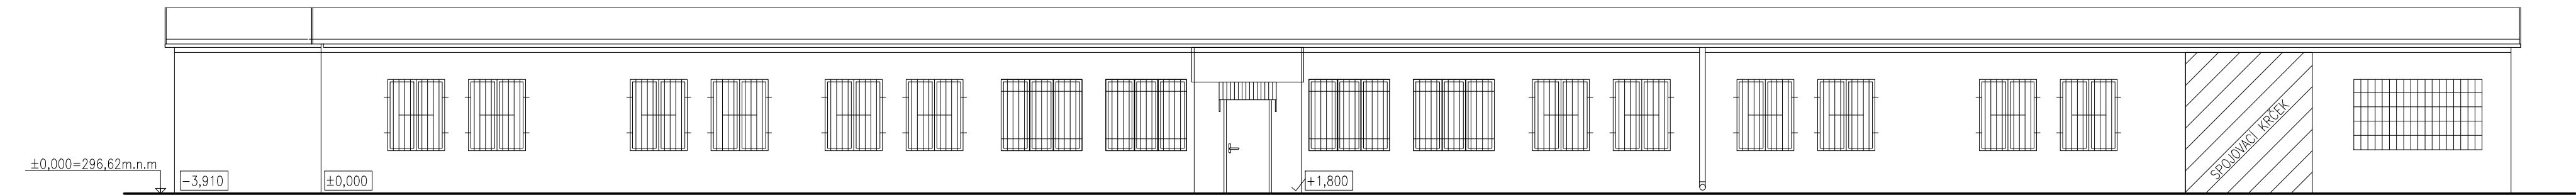 ±0,000=296,62m.n.m
-3,910
±0,000
+1,800
SPOJOVACÍ KRČEK